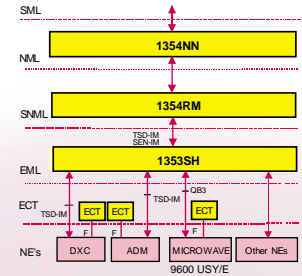 SML
1354NN
NML
1354RM
SNML
TSD-IM
SEN-IM
1353SH
EML
QB3
ECT
TSD-IM
ECT
ECT
TSD-IM
ECT
F
F
F
NE's
DXC
ADM
MICROWAVE
Other NEs
9600 USY/E